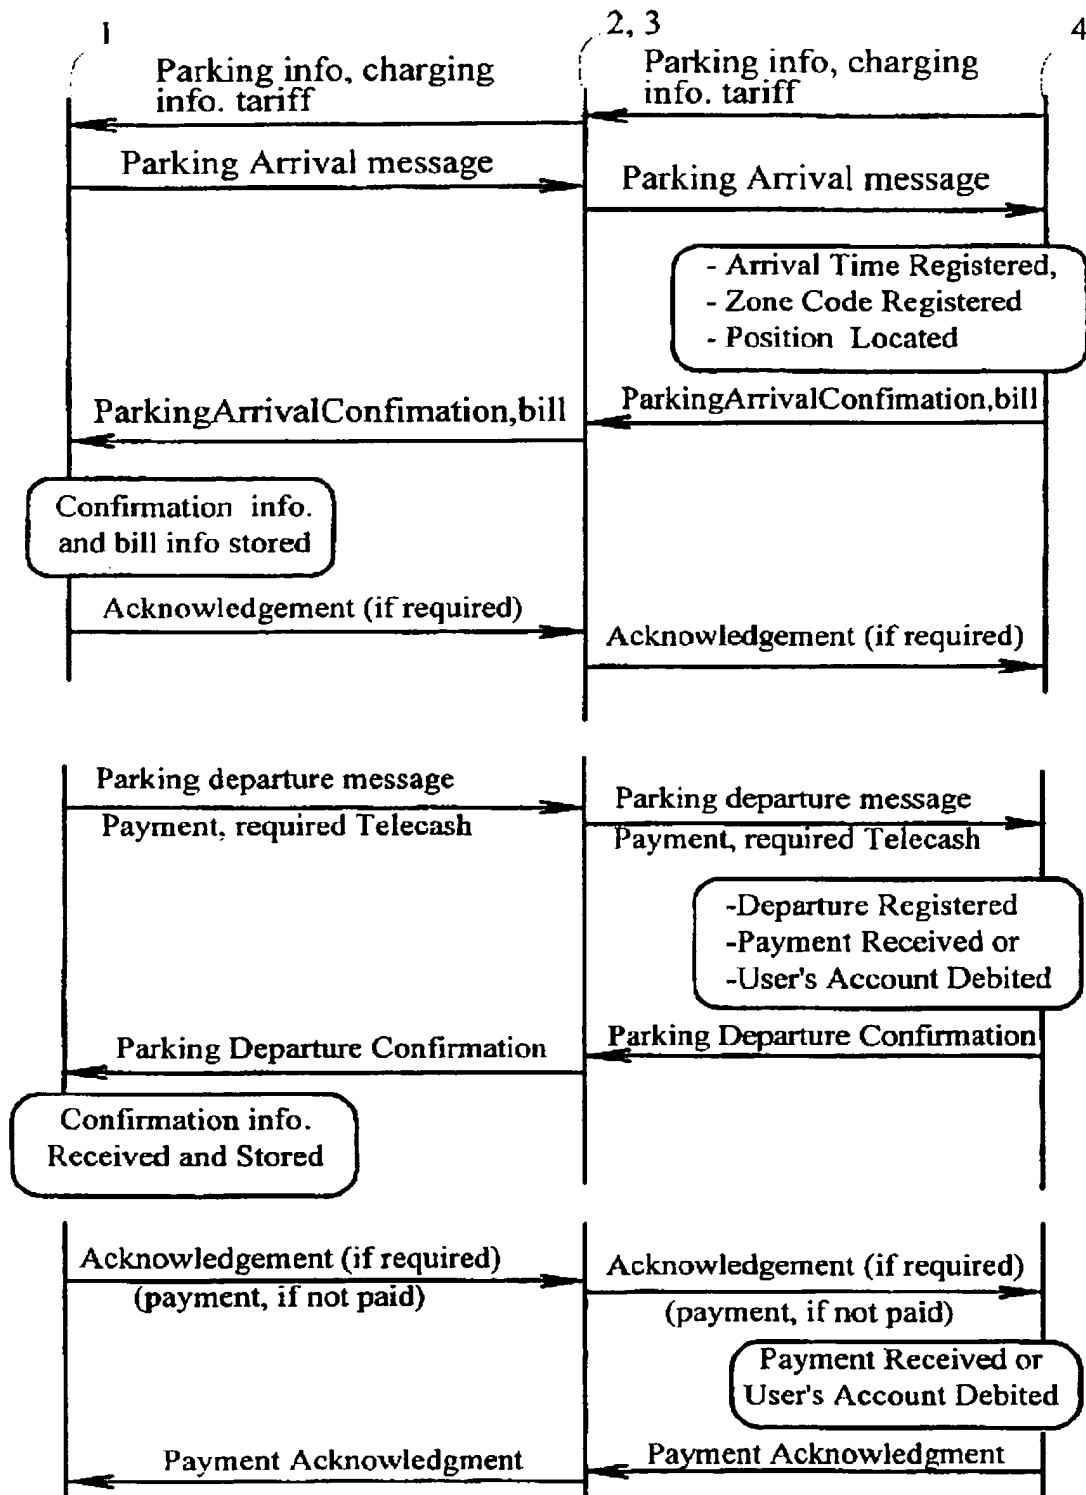 1
2, 3
4
Parking info, charging
info. tariff
Parking info, charging
info. tariff
Parking Arrival message
Parking Arrival message
- Arrival Time Registered,
- Zone Code Registered
- Position Located
ParkingArrivalConfimation,bill
ParkingArrivalConfimation,bill
Confirmation info.
and bill info stored
Acknowledgement (if required)
Acknowledgement (if required)
Parking departure message
Payment, required Telecash
Parking departure message
Payment, required Telecash
-Departure Registered
-Payment Received or
-User's Account Debited
Parking Departure Confirmation
Parking Departure Confirmation
Confirmation info.
Received and Stored
Acknowledgement (if required)
(payment, if not paid)
Acknowledgement (if required)
(payment, if not paid)
Payment Received or
User's Account Debited
Payment Acknowledgment
Payment Acknowledgment